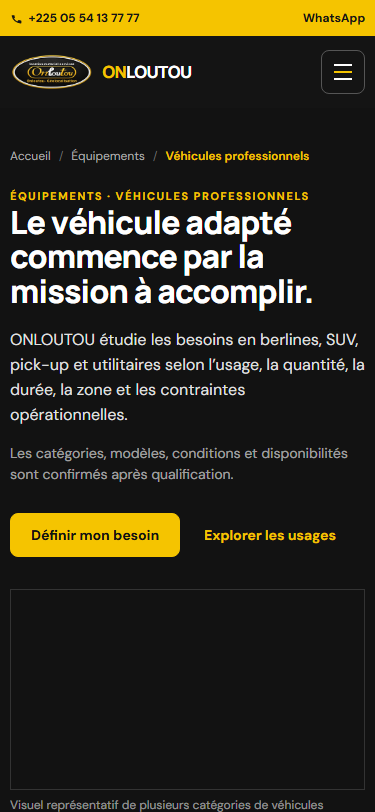 +225 05 54 13 77 77
WhatsApp
OnLoutou
ONLOUTOU
Accueil / Équipements / Véhicules professionnels
ÉQUIPEMENTS · VÉHICULES PROFESSIONNELS
Le véhicule adapté
commence par la
mission à accomplir.
ONLOUTOU étudie les besoins en berlines, SUV,
pick-up et utilitaires selon l’usage, la quantité, la
durée, la zone et les contraintes
opérationnelles.
Les catégories, modèles, conditions et disponibilités
sont confirmés après qualification.
Définir mon besoin
Explorer les usages
Visuel représentatif de plusieurs catégories de véhicules